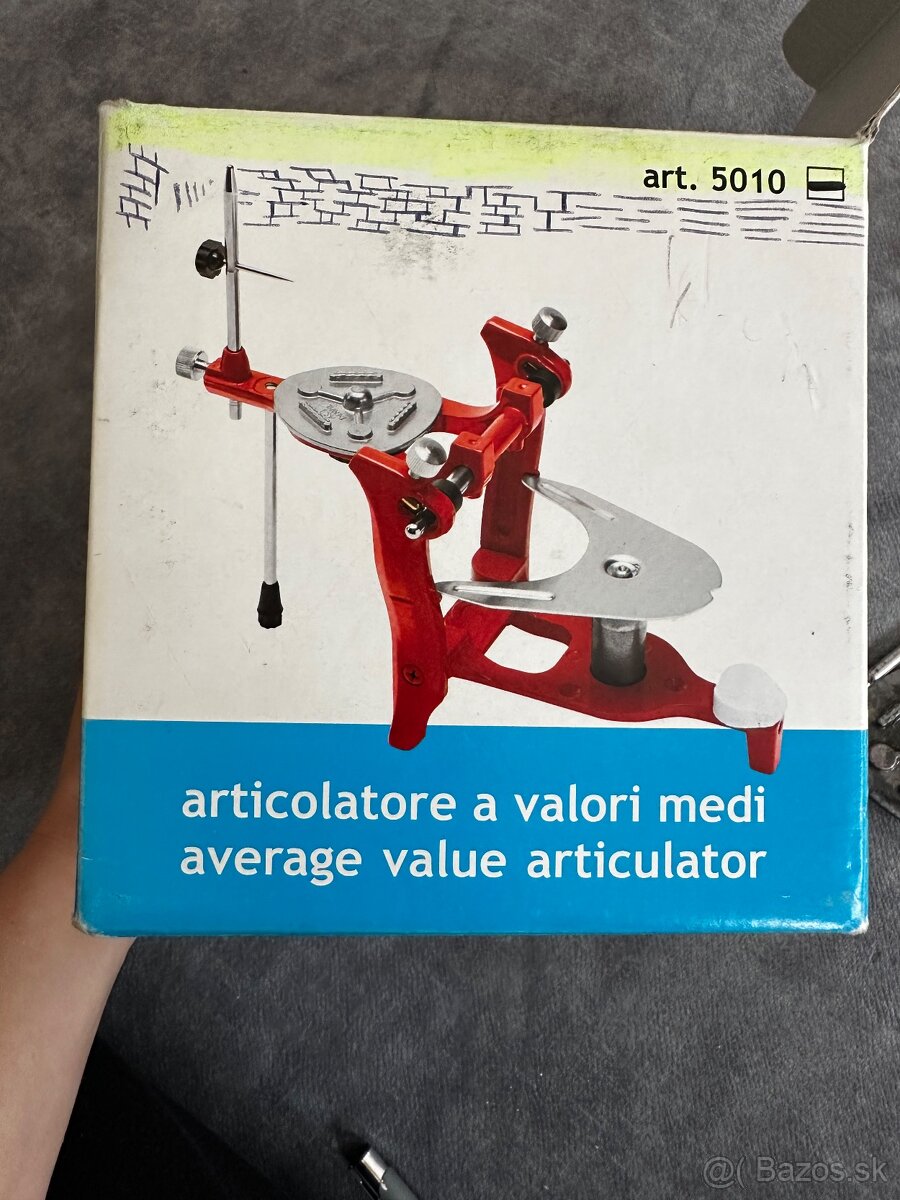 art. 5010
articolatore a valori medi
average value articulator
@( Bazos.sk